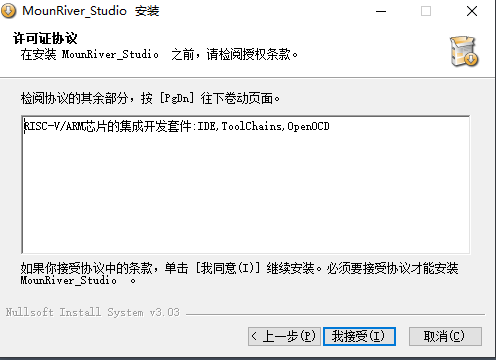 MounRiver_Studio 安装
许可证协议
在安装 MounRiver_Studio 之前,请检阅授权条款。
检阅协议的其余部分,按 [PgDn] 往下卷动页面。
RISC-V/ARM芯片的集成开发套件:IDE,ToolChains,OpenOCD
如果你接受协议中的条款,单击 [我同意(I)] 继续安装。必须要接受协议才能安装
MounRiver_Studio 。
Nullsoft Install System v3.03
< 上一步(P) 我接受(I) 取消(C)